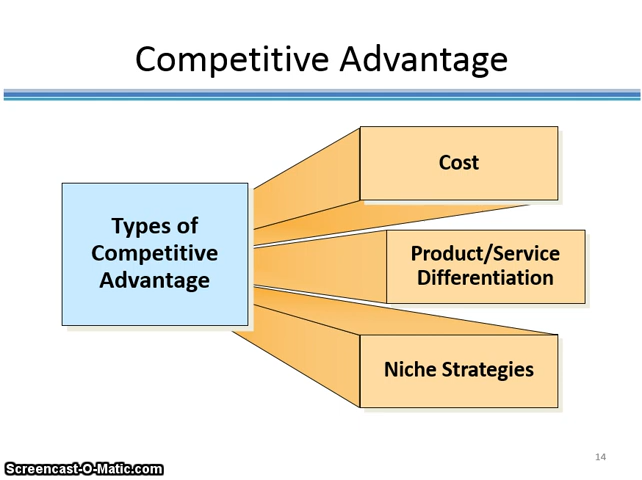 Competitive Advantage
Types of
Competitive
Advantage
Cost
Product/Service
Differentiation
Niche Strategies
14
Screencast-O-Matic.com